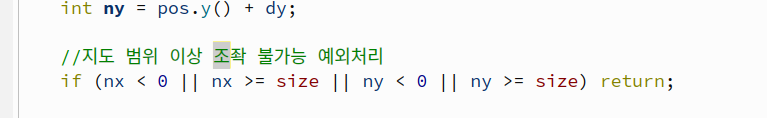 int ny = pos.y() + dy;
//지도 범위 이상 조좍 불가능 예외처리
if (nx < 0 || nx >= size || ny < 0 || ny >= size) return;